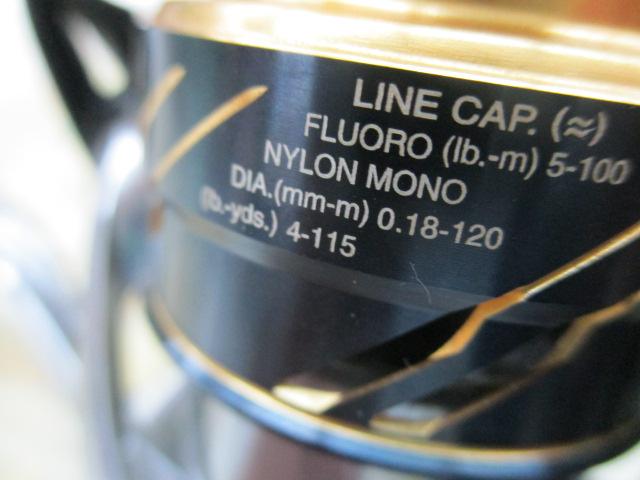 LINE CAP. (≈)
FLUORO (lb.-m) 5-100
NYLON MONO
DIA.(mm-m) 0.18-120
(lb.-yds.) 4-115